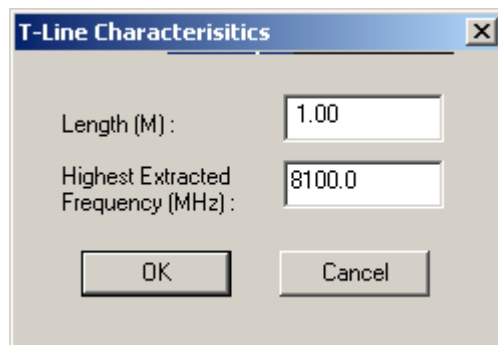 T-Line Characterisitics
Length (M) :
1.00
Highest Extracted
Frequency (MHz) :
8100.0
OK
Cancel